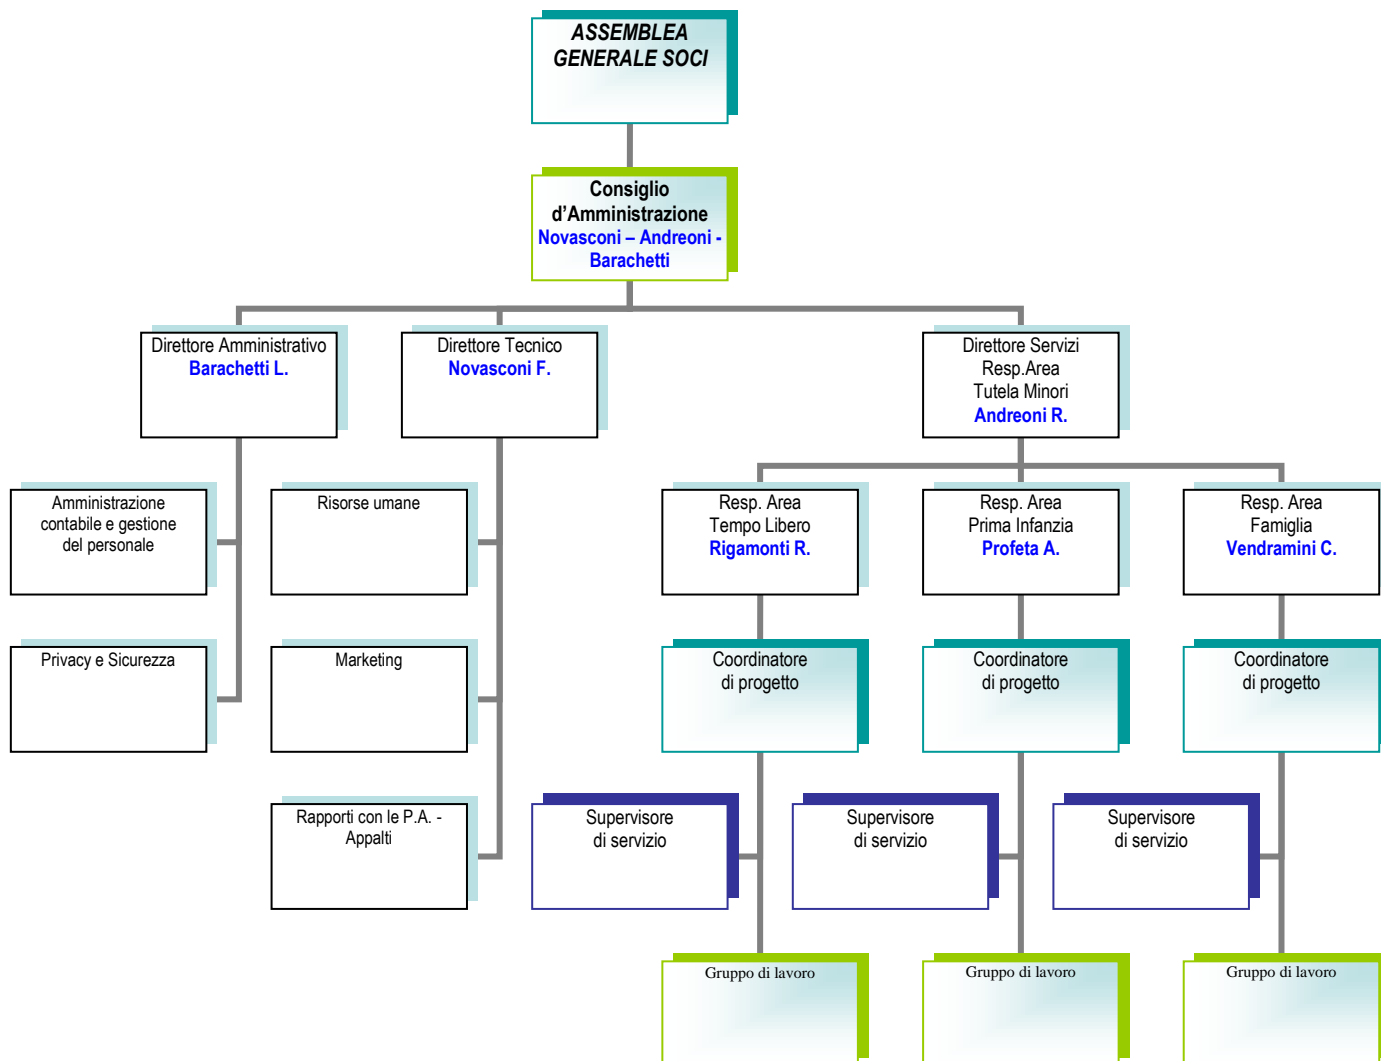 ASSEMBLEA
GENERALE SOCI
Consiglio
d'Amministrazione
Novasconi – Andreoni -
Barachetti
Direttore Amministrativo
Barachetti L.
Direttore Tecnico
Novasconi F.
Direttore Servizi
Resp.Area
Tutela Minori
Andreoni R.
Amministrazione
contabile e gestione
del personale
Risorse umane
Resp. Area
Tempo Libero
Rigamonti R.
Resp. Area
Prima Infanzia
Profeta A.
Resp. Area
Famiglia
Vendramini C.
Privacy e Sicurezza
Marketing
Coordinatore
di progetto
Coordinatore
di progetto
Coordinatore
di progetto
Rapporti con le P.A. -
Appalti
Supervisore
di servizio
Supervisore
di servizio
Supervisore
di servizio
Gruppo di lavoro
Gruppo di lavoro
Gruppo di lavoro